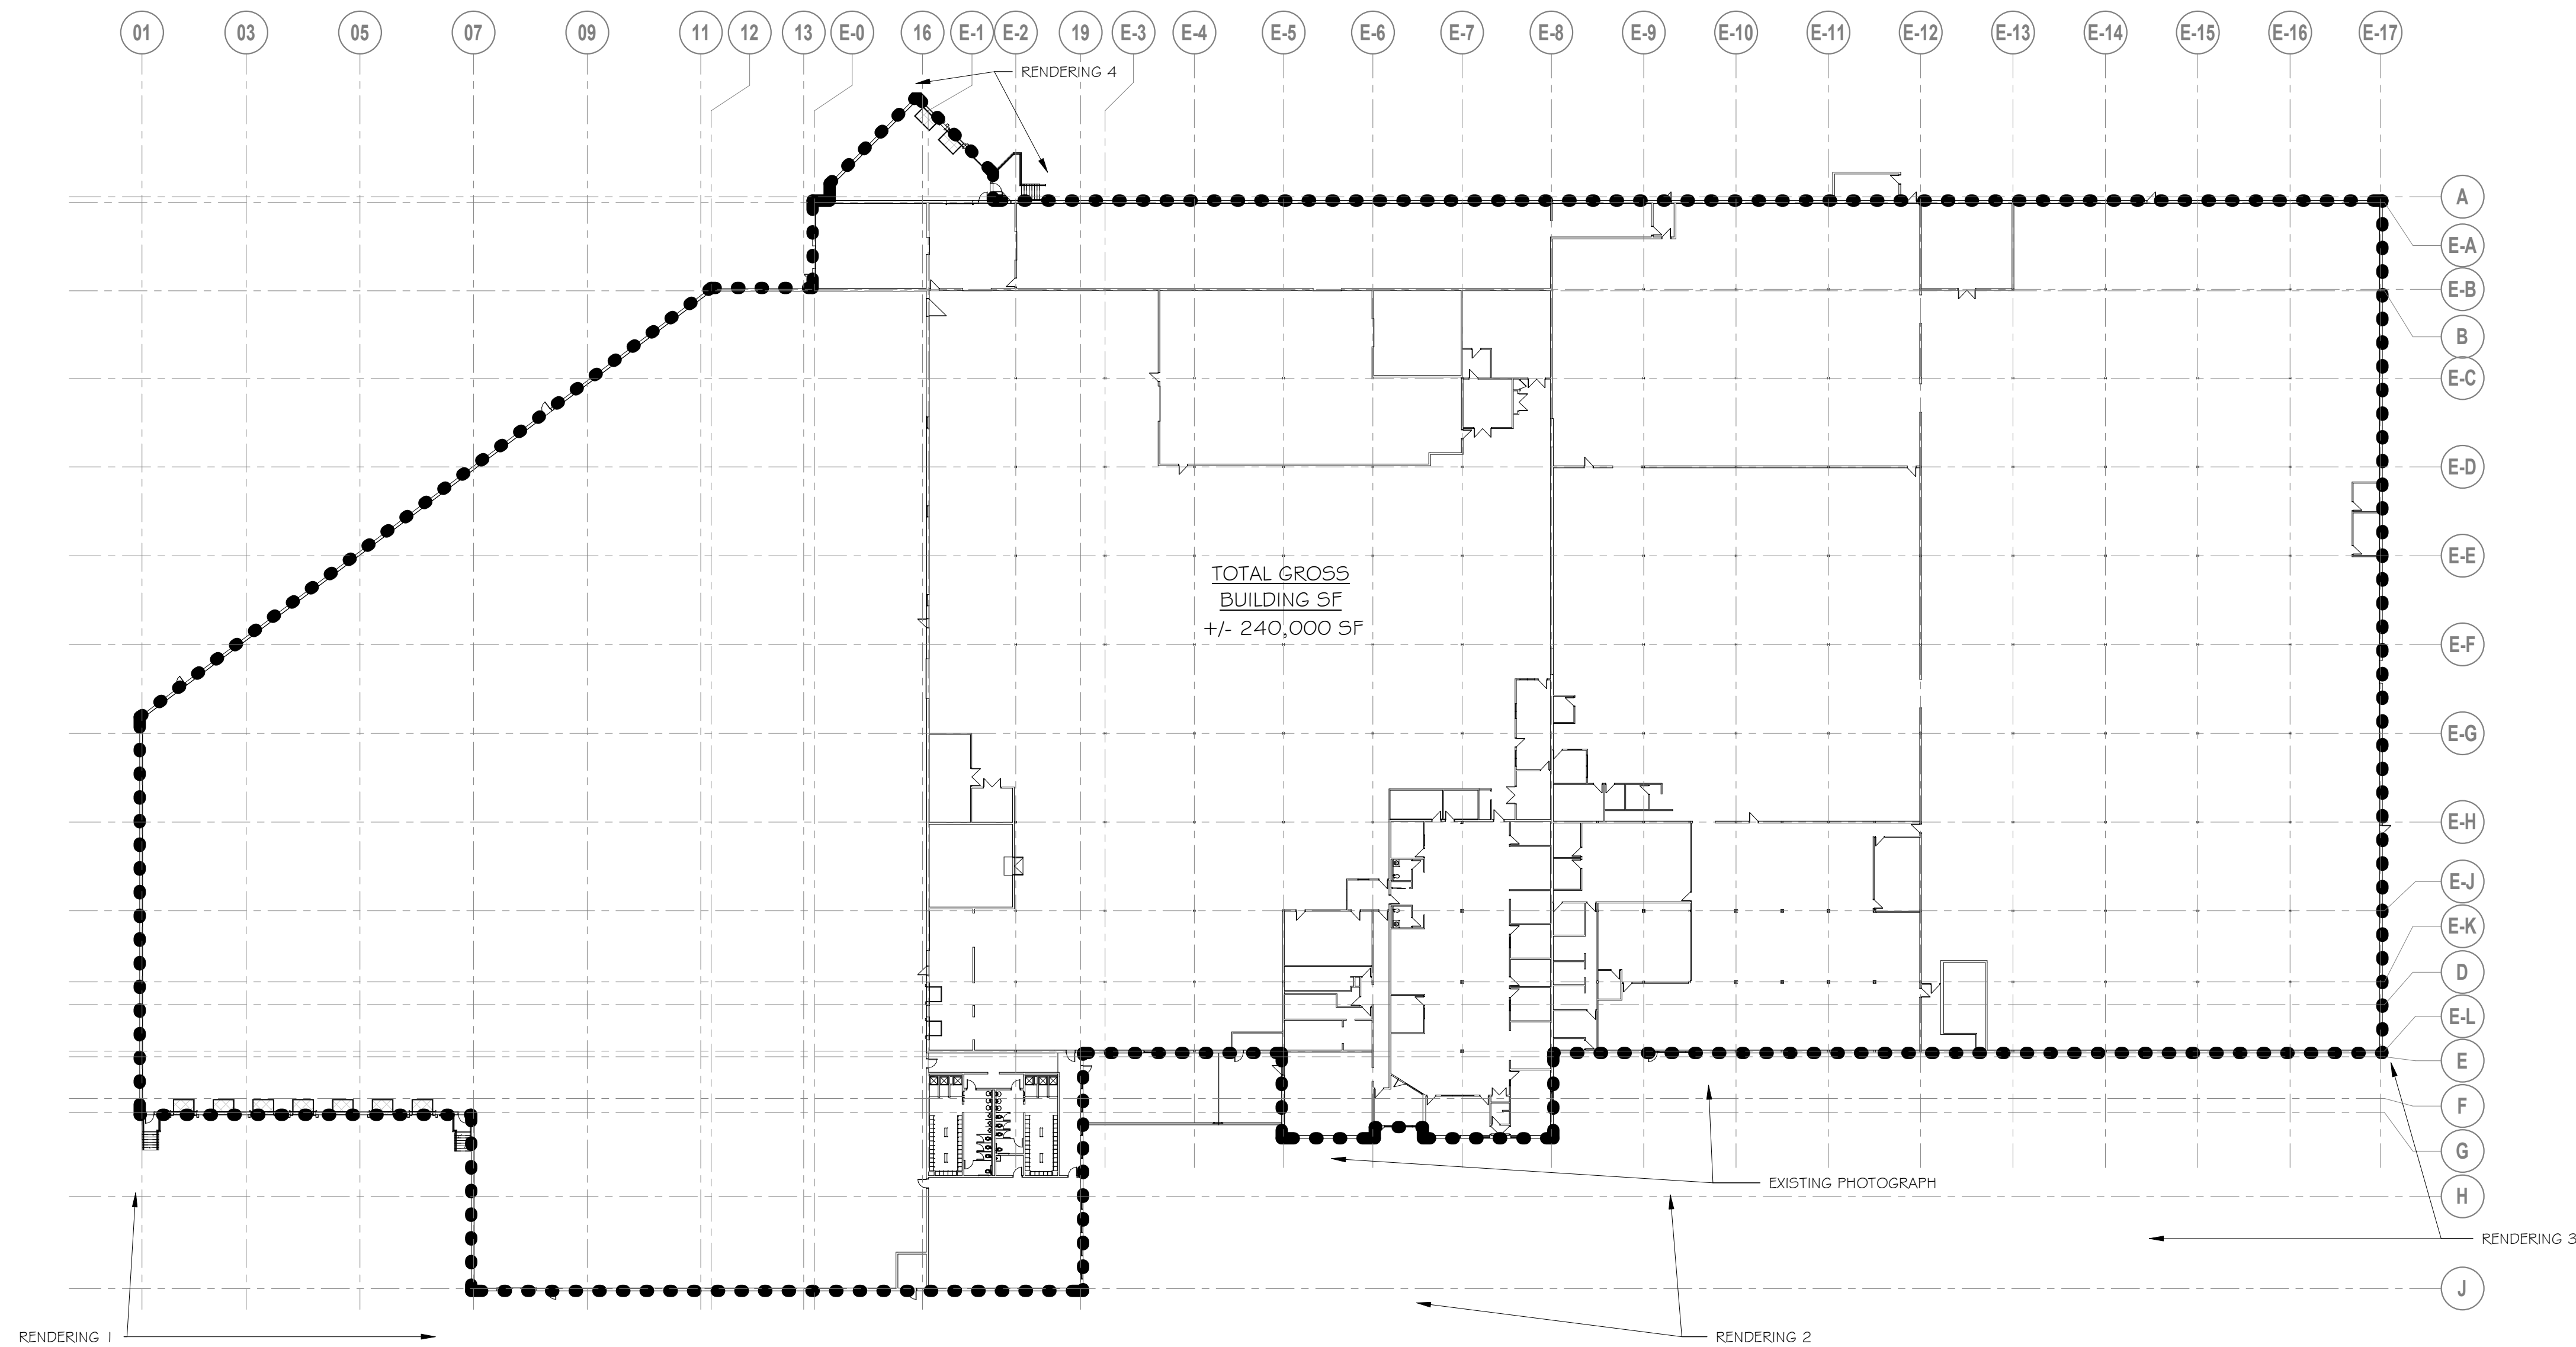 01
03
05
07
09
11
12
13
E-0
16
E-1
E-2
19
E-3
E-4
E-5
E-6
E-7
E-8
E-9
E-10
E-11
E-12
E-13
E-14
E-15
E-16
E-17
RENDERING 4
A
E-A
E-B
B
E-C
E-D
E-E
TOTAL GROSS
BUILDING SF
+/- 240,000 SF
E-F
E-G
E-H
E-J
E-K
D
E-L
E
F
G
EXISTING PHOTOGRAPH
H
RENDERING 3
J
RENDERING 1
RENDERING 2